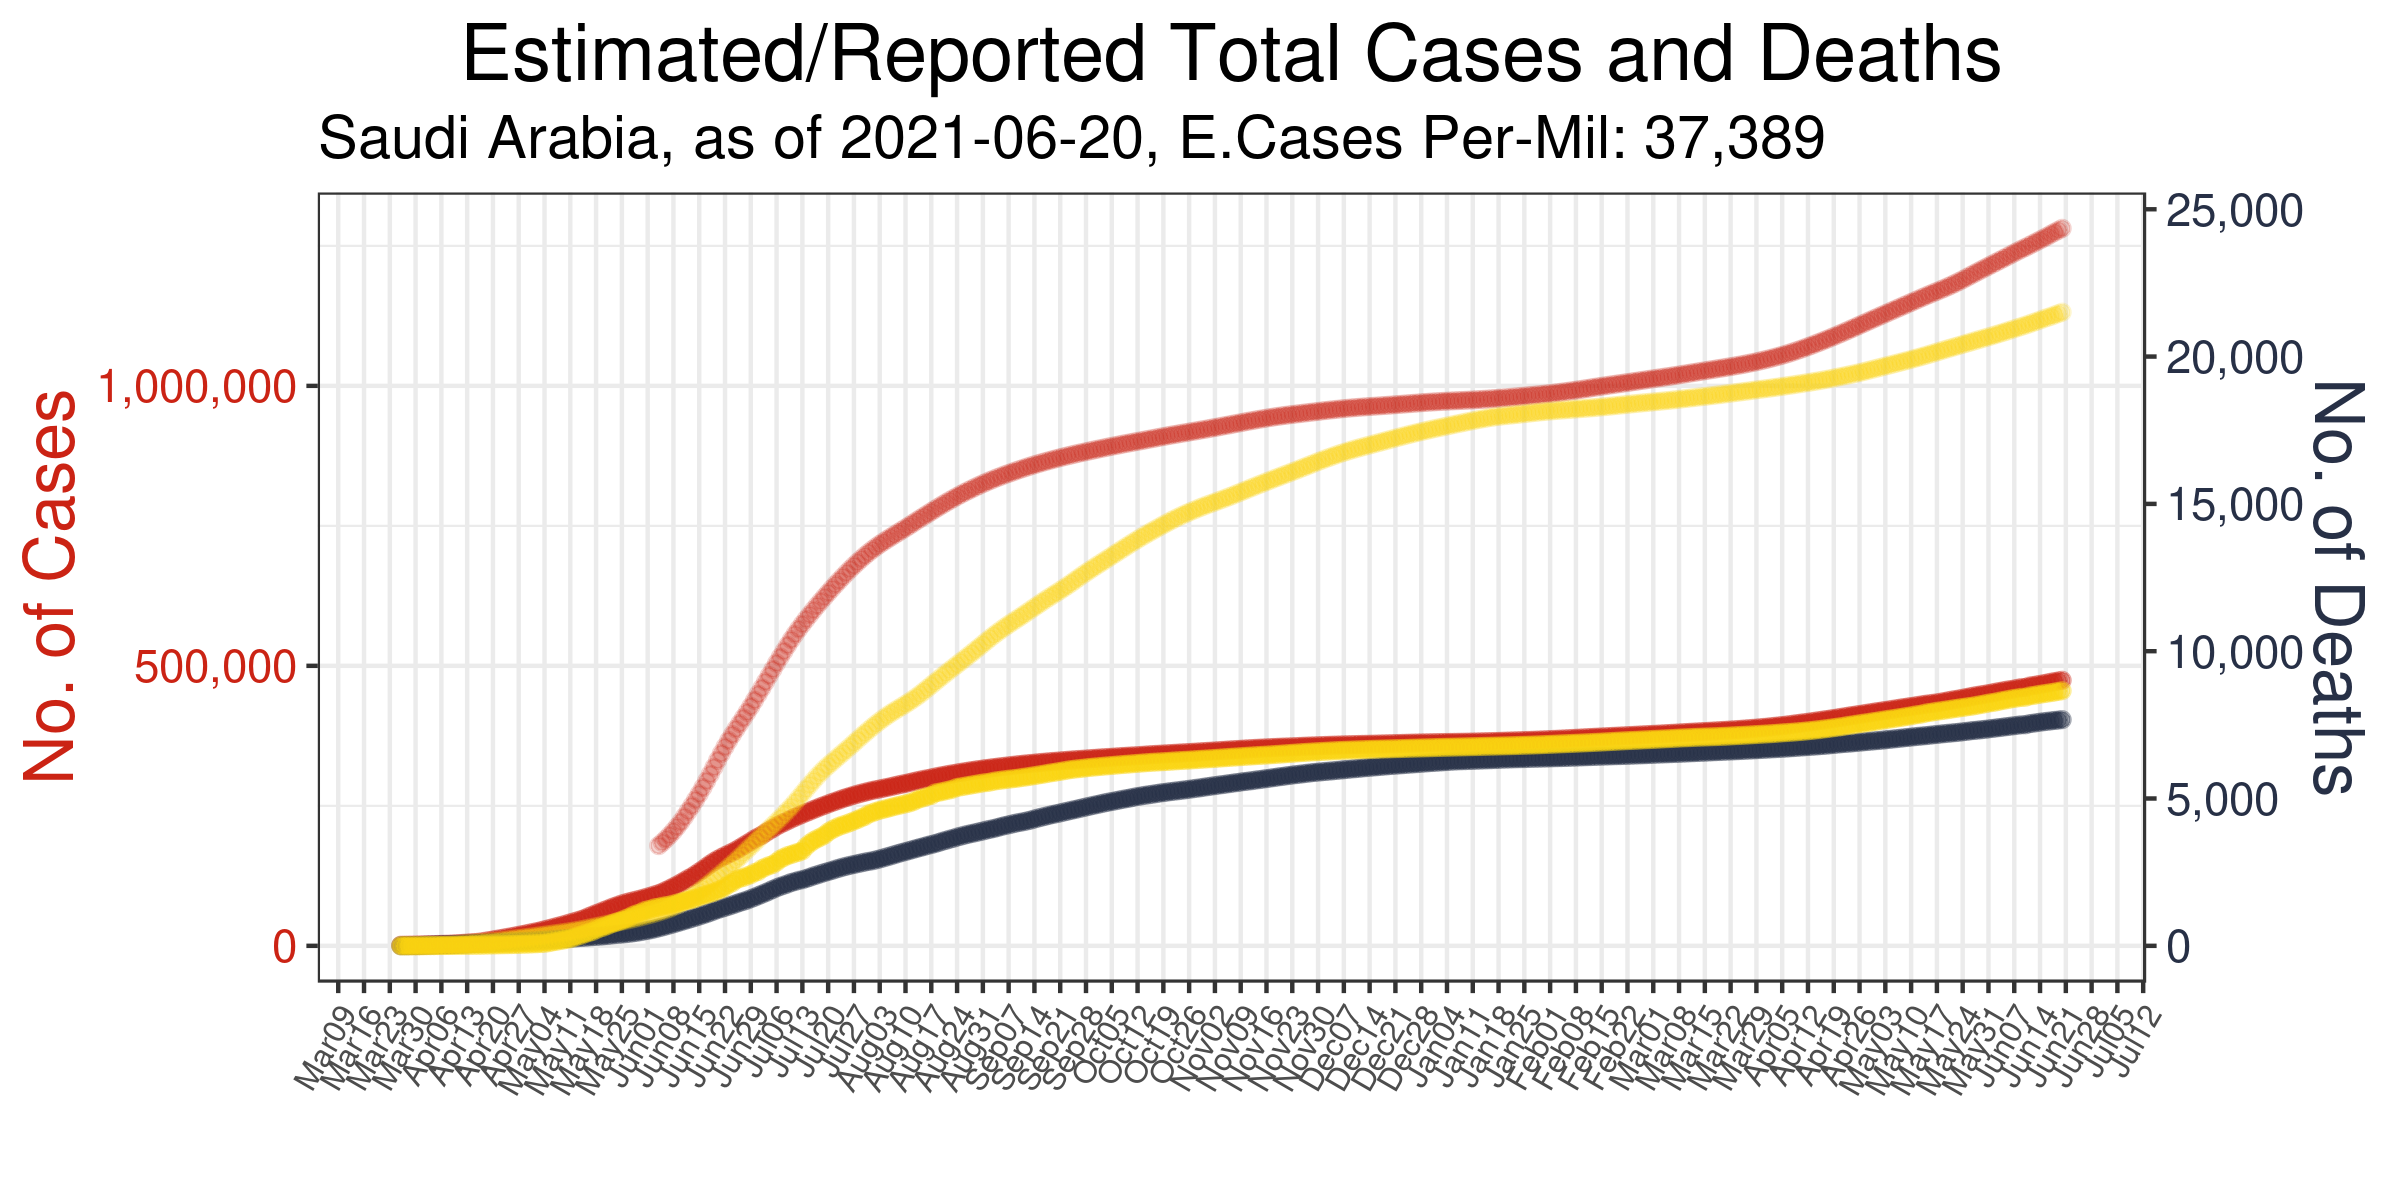 Estimated/Reported Total Cases and Deaths
Saudi Arabia, as of 2021-06-20, E.Cases Per-Mil: 37,389
No. of Cases
1,000,000
500,000
0
25,000
20,000
15,000
10,000
5,000
0
No. of Deaths
Mar09
Mar16
Mar23
Mar30
Apr06
Apr13
Apr20
Apr27
May04
May11
May18
May25
Jun01
Jun08
Jun15
Jun22
Jun29
Jul06
Jul13
Jul20
Jul27
Aug03
Aug10
Aug17
Aug24
Aug31
Sep07
Sep14
Sep21
Sep28
Oct05
Oct12
Oct19
Oct26
Nov02
Nov09
Nov16
Nov23
Nov30
Dec07
Dec14
Dec21
Dec28
Jan04
Jan11
Jan18
Jan25
Feb01
Feb08
Feb15
Feb22
Mar01
Mar08
Mar15
Mar22
Mar29
Apr05
Apr12
Apr19
Apr26
May03
May10
May17
May24
May31
Jun07
Jun14
Jun21
Jun28
Jul05
Jul12